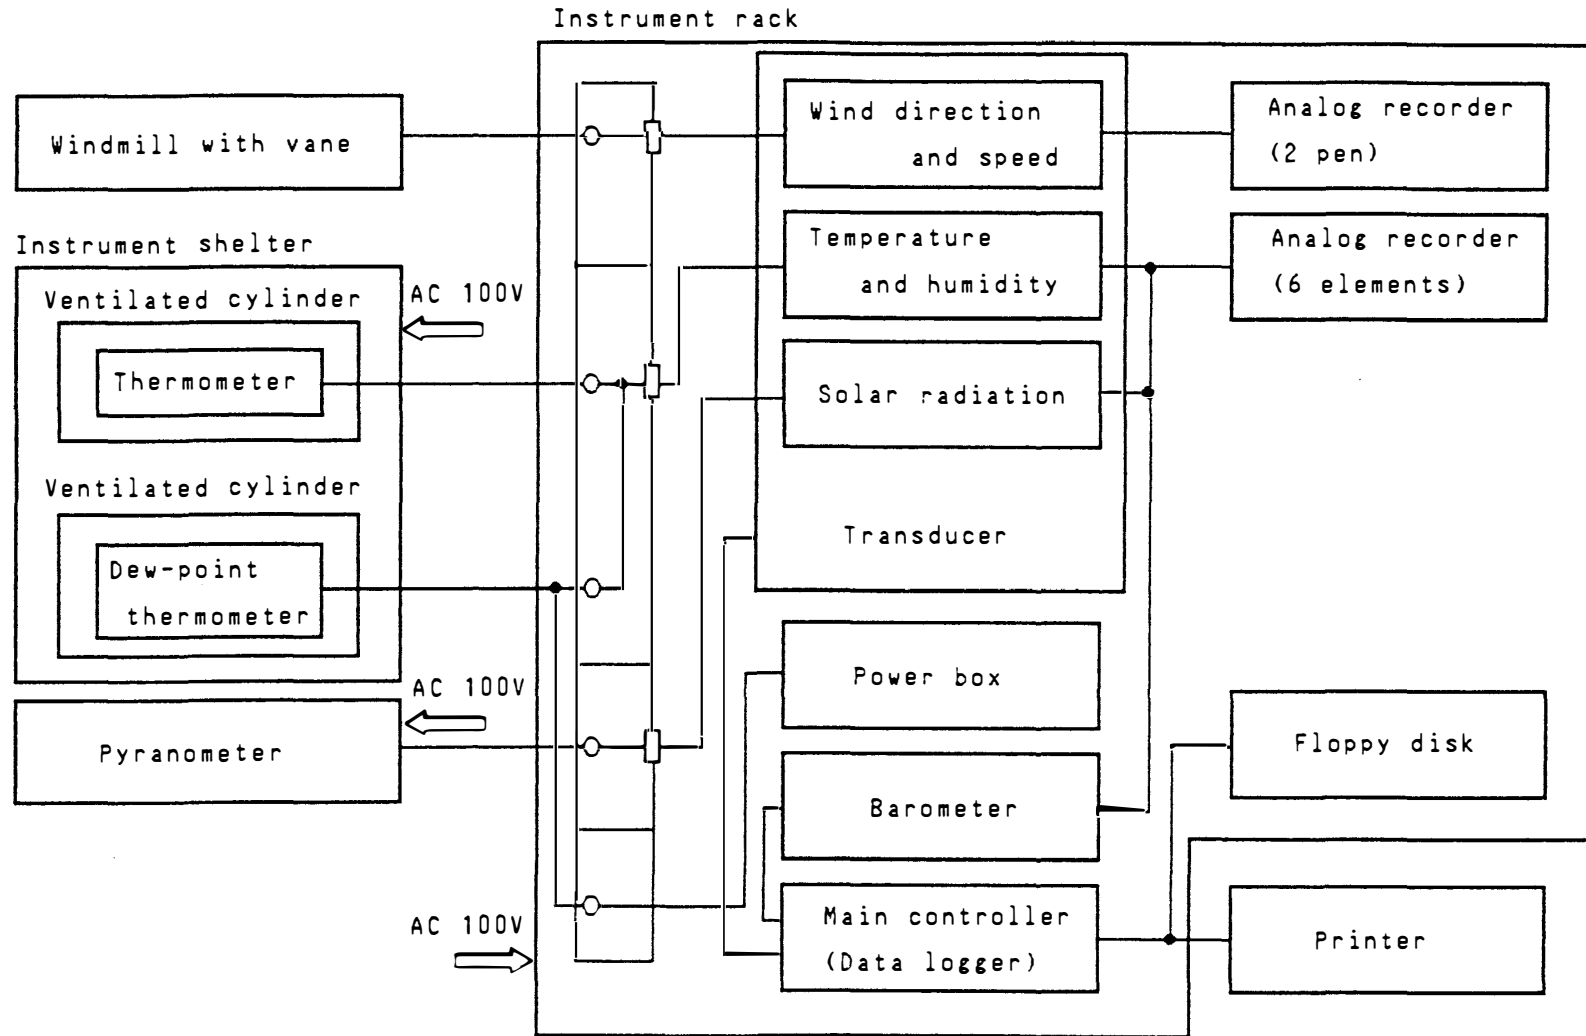 Instrument rack
Windmill with vane
Wind direction
and speed
Analog recorder
(2 pen)
Instrument shelter
Ventilated cylinder
AC 100V
Thermometer
Temperature
and humidity
Analog recorder
(6 elements)
Solar radiation
Ventilated cylinder
Dew-point
thermometer
Transducer
AC 100V
Pyranometer
Power box
Floppy disk
Barometer
AC 100V
Main controller
(Data logger)
Printer